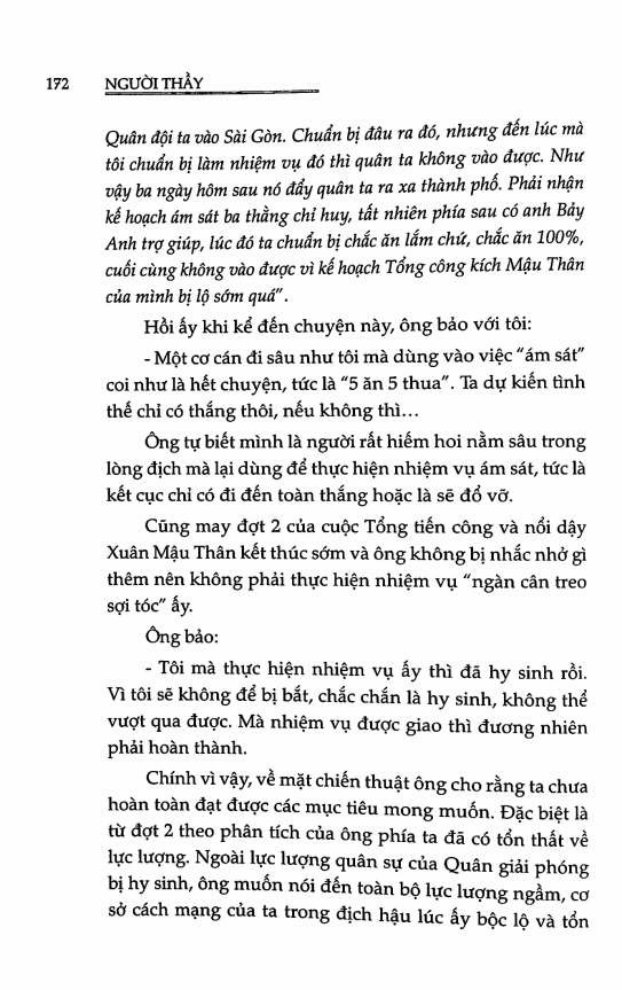 172 NGƯỜI THẦY
Quân đội ta vào Sài Gòn. Chuẩn bị đâu ra đó, nhưng đến lúc mà
tôi chuẩn bị làm nhiệm vụ đó thì quân ta không vào được. Như
vậy ba ngày hôm sau nó đẩy quân ta ra xa thành phố. Phải nhận
kế hoạch ám sát ba thằng chỉ huy, tất nhiên phía sau có anh Bảy
Anh trợ giúp, lúc đó ta chuẩn bị chắc ăn lắm chứ, chắc ăn 100%,
cuối cùng không vào được vì kế hoạch Tổng công kích Mậu Thân
của mình bị lộ sớm quá".
Hồi ấy khi kể đến chuyện này, ông bảo với tôi:
- Một cơ cán đi sâu như tôi mà dùng vào việc "ám sát"
coi như là hết chuyện, tức là "5 ăn 5 thua". Ta dự kiến tình
thế chỉ có thắng thôi, nếu không thì...
Ông tự biết mình là người rất hiếm hoi nằm sâu trong
lòng địch mà lại dùng để thực hiện nhiệm vụ ám sát, tức là
kết cục chỉ có đi đến toàn thắng hoặc là sẽ đổ vỡ.
Cũng may đợt 2 của cuộc Tổng tiến công và nổi dậy
Xuân Mậu Thân kết thúc sớm và ông không bị nhắc nhở gì
thêm nên không phải thực hiện nhiệm vụ "ngàn cân treo
sợi tóc" ấy.
Ông bảo:
- Tôi mà thực hiện nhiệm vụ ấy thì đã hy sinh rồi.
Vì tôi sẽ không để bị bắt, chắc chắn là hy sinh, không thể
vượt qua được. Mà nhiệm vụ được giao thì đương nhiên
phải hoàn thành.
Chính vì vậy, về mặt chiến thuật ông cho rằng ta chưa
hoàn toàn đạt được các mục tiêu mong muốn. Đặc biệt là
từ đợt 2 theo phân tích của ông phía ta đã có tổn thất về
lực lượng. Ngoài lực lượng quân sự của Quân giải phóng
bị hy sinh, ông muốn nói đến toàn bộ lực lượng ngầm, cơ
sở cách mạng của ta trong địch hậu lúc ấy bộc lộ và tổn